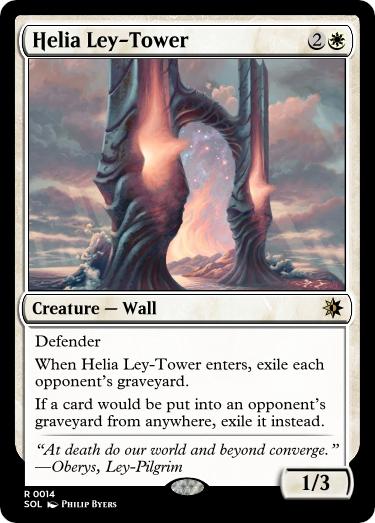 Helia Ley-Tower 2
Creature — Wall
Defender
When Helia Ley-Tower enters, exile each
opponent's graveyard.
If a card would be put into an opponent's
graveyard from anywhere, exile it instead.
“At death do our world and beyond converge.”
—Oberys, Ley-Pilgrim
1/3
R 0014
SOL Philip Byers